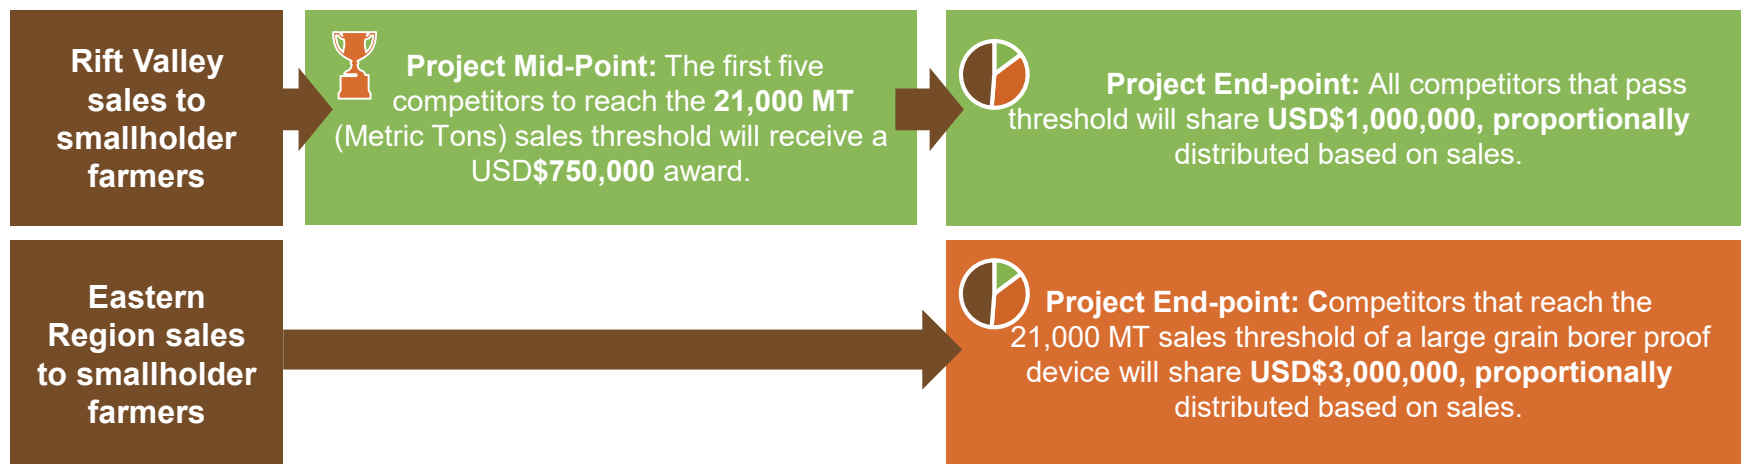 Rift Valley
sales to
smallholder
farmers
Project Mid-Point: The first five
competitors to reach the 21,000 MT
(Metric Tons) sales threshold will receive a
USD$750,000 award.
Project End-point: All competitors that pass
threshold will share USD$1,000,000, proportionally
distributed based on sales.
Eastern
Region sales
to smallholder
farmers
Project End-point: Competitors that reach the
21,000 MT sales threshold of a large grain borer proof
device will share USD$3,000,000, proportionally
distributed based on sales.